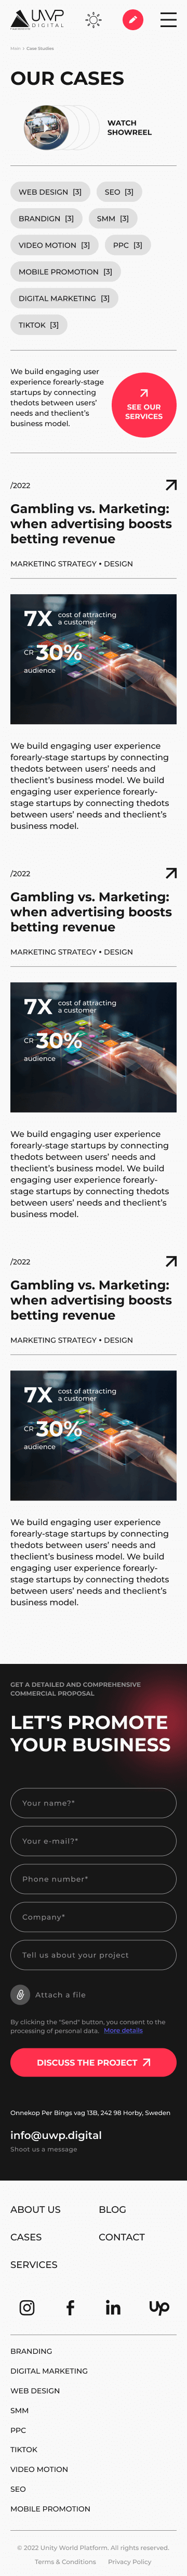 UVVP
DIGITAL
Main > Case Studies
OUR CASES
WATCH
SHOWREEL
WEB DESIGN [3]
SEO [3]
BRANDIGN [3]
SMM [3]
VIDEO MOTION [3]
PPC [3]
MOBILE PROMOTION [3]
DIGITAL MARKETING [3]
TIKTOK [3]
We build engaging user
experience forearly-stage
startups by connecting
thedots between users'
needs and theclient's
business model.
SEE OUR
SERVICES
/2022
Gambling vs. Marketing:
when advertising boosts
betting revenue
MARKETING STRATEGY • DESIGN
7X cost of attracting
a customer
CR 30%
audience
We build engaging user experience
forearly-stage startups by connecting
thedots between users' needs and
theclient's business model. We build
engaging user experience forearly-
stage startups by connecting thedots
between users' needs and theclient's
business model.
/2022
Gambling vs. Marketing:
when advertising boosts
betting revenue
MARKETING STRATEGY • DESIGN
7X cost of attracting
a customer
CR 30%
audience
We build engaging user experience
forearly-stage startups by connecting
thedots between users' needs and
theclient's business model. We build
engaging user experience forearly-
stage startups by connecting thedots
between users' needs and theclient's
business model.
/2022
Gambling vs. Marketing:
when advertising boosts
betting revenue
MARKETING STRATEGY • DESIGN
7X cost of attracting
a customer
CR 30%
audience
We build engaging user experience
forearly-stage startups by connecting
thedots between users' needs and
theclient's business model. We build
engaging user experience forearly-
stage startups by connecting thedots
between users' needs and theclient's
business model.
GET A DETAILED AND COMPREHENSIVE
COMMERCIAL PROPOSAL
LET'S PROMOTE
YOUR BUSINESS
Your name?*
Your e-mail?*
Phone number*
Company*
Tell us about your project
Attach a file
By clicking the "Send" button, you consent to the
processing of personal data. More details
DISCUSS THE PROJECT
Onnekop Per Bings vag 13B, 242 98 Horby, Sweden
info@uwp.digital
Shoot us a message
ABOUT US
BLOG
CASES
CONTACT
SERVICES
BRANDING
DIGITAL MARKETING
WEB DESIGN
SMM
PPC
TIKTOK
VIDEO MOTION
SEO
MOBILE PROMOTION
© 2022 Unity World Platform. All rights reserved.
Terms & Conditions Privacy Policy